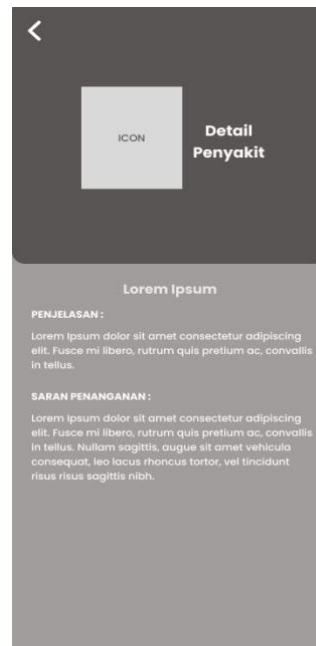 ICON
Detail
Penyakit
Lorem Ipsum
PENJELASAN :
Lorem Ipsum dolor sit amet consectetur adipiscing
elit. Fusce mi libero, rutrum quis pretium ac, convallis
in tellus.
SARAN PENANGANAN :
Lorem Ipsum dolor sit amet consectetur adipiscing
elit. Fusce mi libero, rutrum quis pretium ac, convallis
in tellus. Nullam sagittis, augue sit amet vehicula
consequat, leo lacus rhoncus tortor, vel tincidunt
risus risus sagittis nibh.